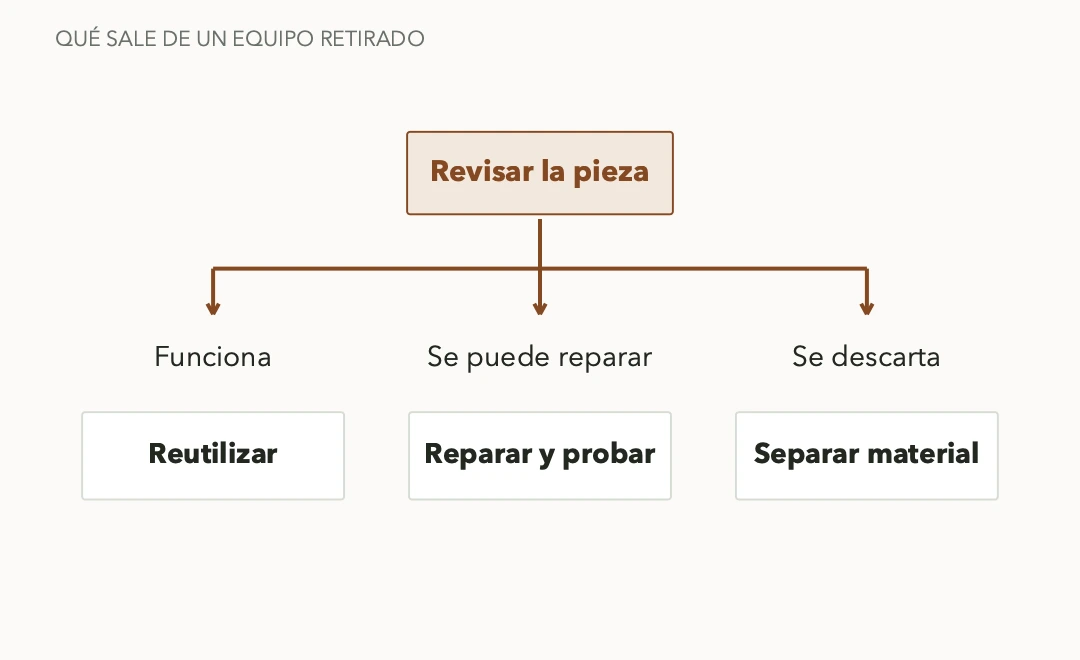 QUÉ SALE DE UN EQUIPO RETIRADO
Revisar la pieza
Funciona
Se puede reparar
Se descarta
Reutilizar
Reparar y probar
Separar material